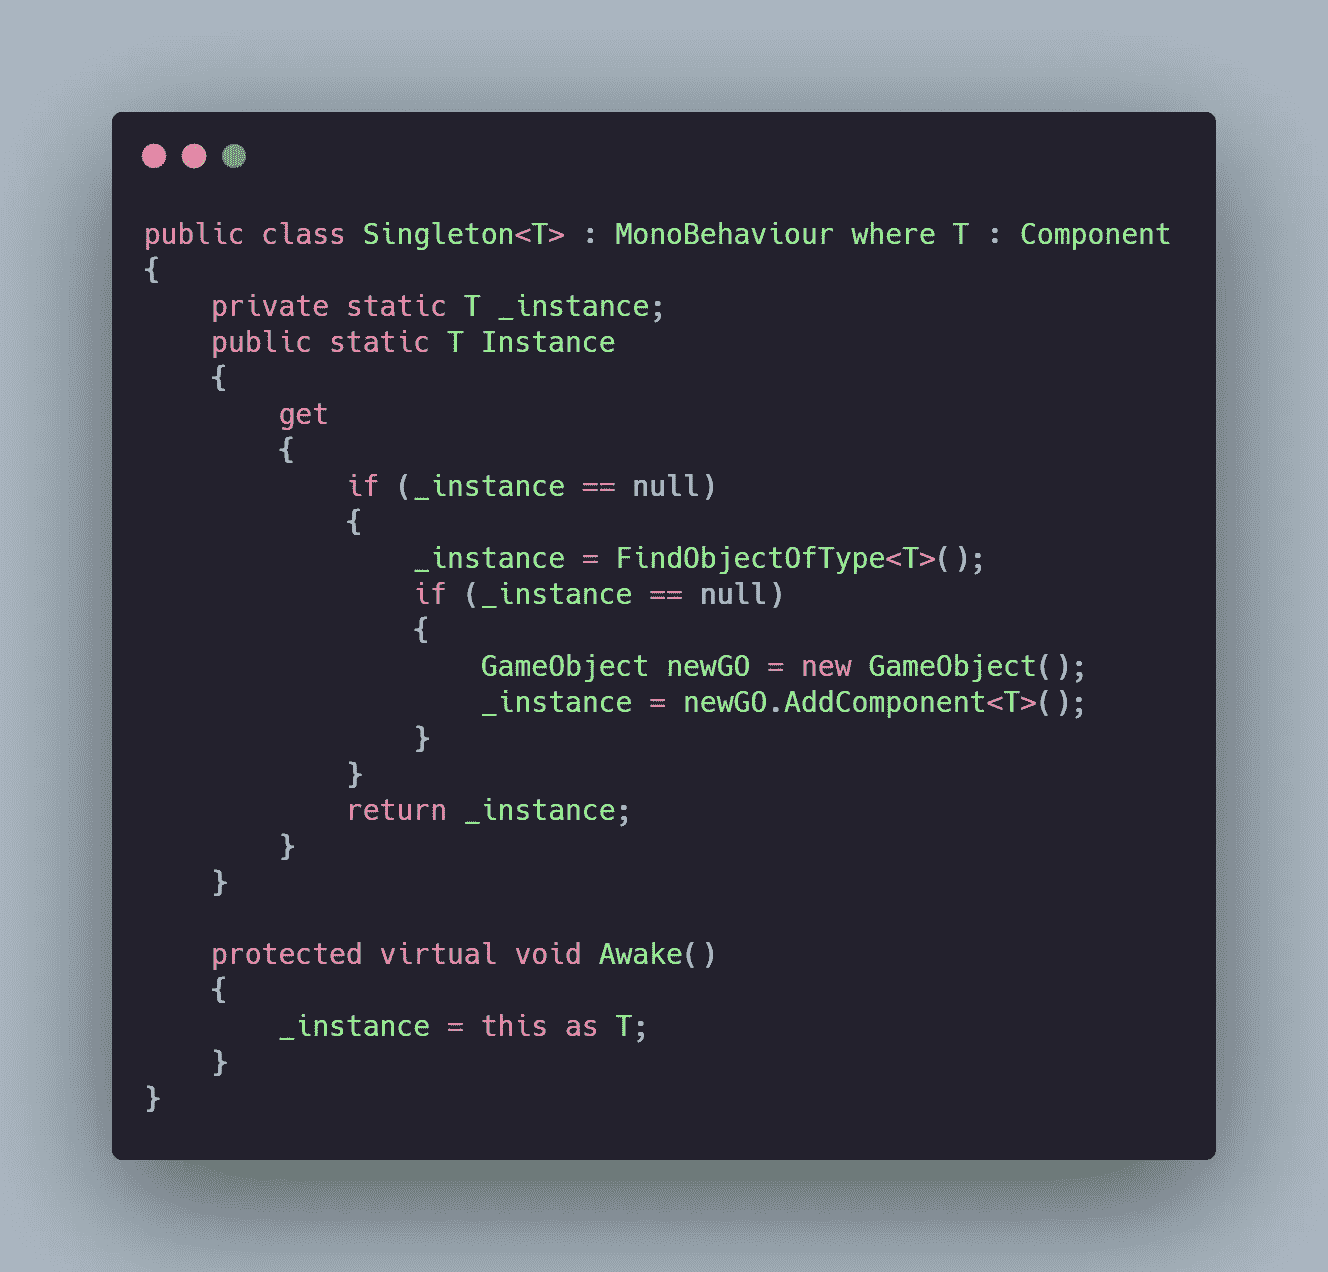 public class Singleton<T> : MonoBehaviour where T : Component
{
    private static T _instance;
    public static T Instance
    {
        get
        {
            if (_instance == null)
            {
                _instance = FindObjectOfType<T>();
                if (_instance == null)
                {
                    GameObject newGO = new GameObject();
                    _instance = newGO.AddComponent<T>();
                }
            }
            return _instance;
        }
    }

    protected virtual void Awake()
    {
        _instance = this as T;
    }
}